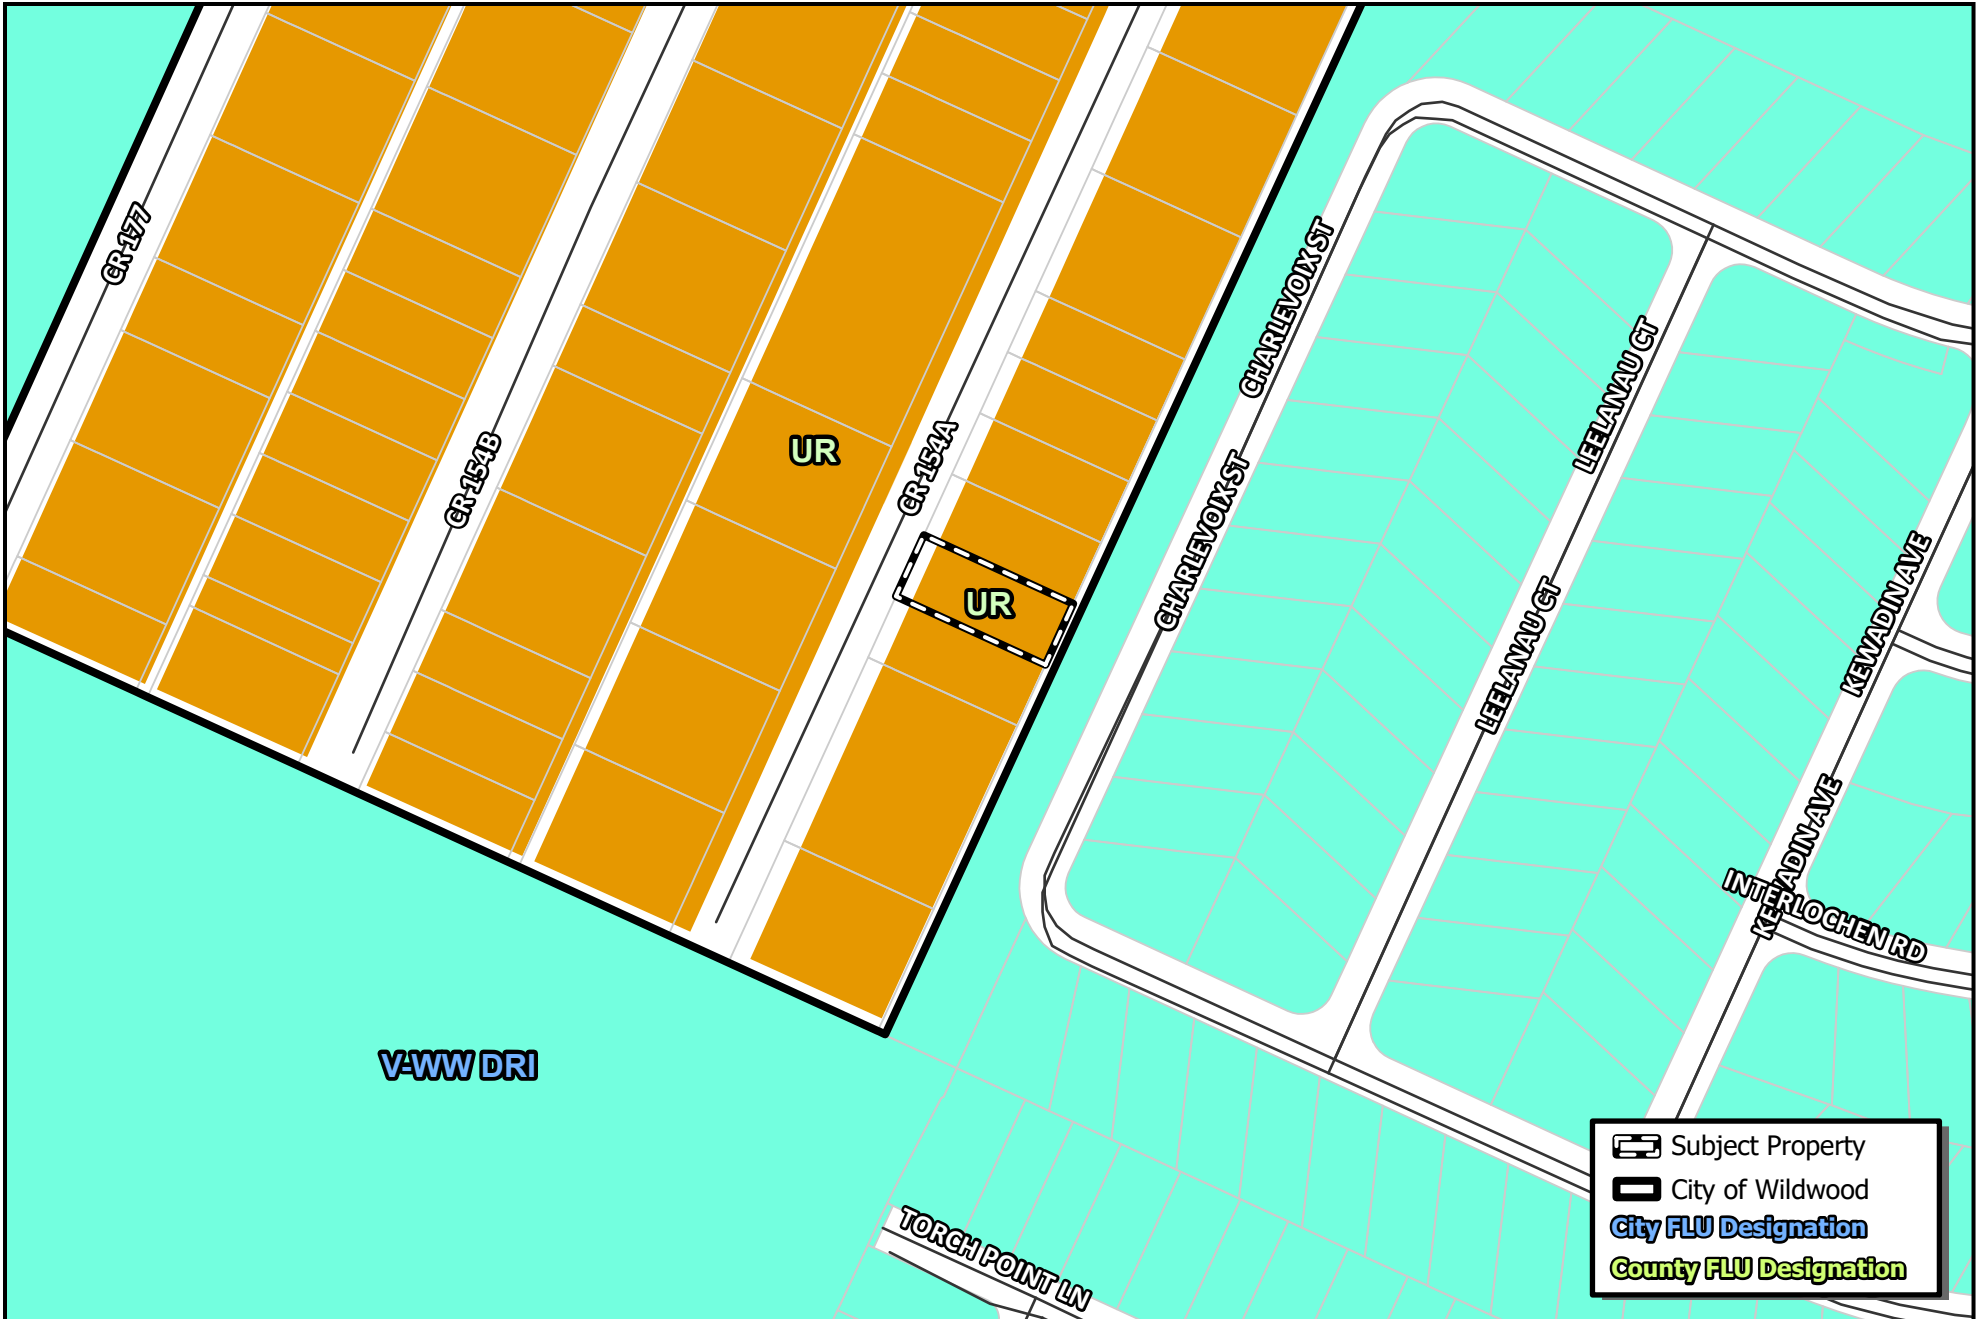 CR 177
CR 154B
UR
CR 154A
UR
CHARLEVOIX ST
CHARLEVOIX ST
LEELANAU CT
LEELANAU CT
KEWADIN AVE
KEWADIN AVE
INTERLOCHEN RD
V-WW DRI
TORCH POINT LN
Subject Property
City of Wildwood
City FLU Designation
County FLU Designation